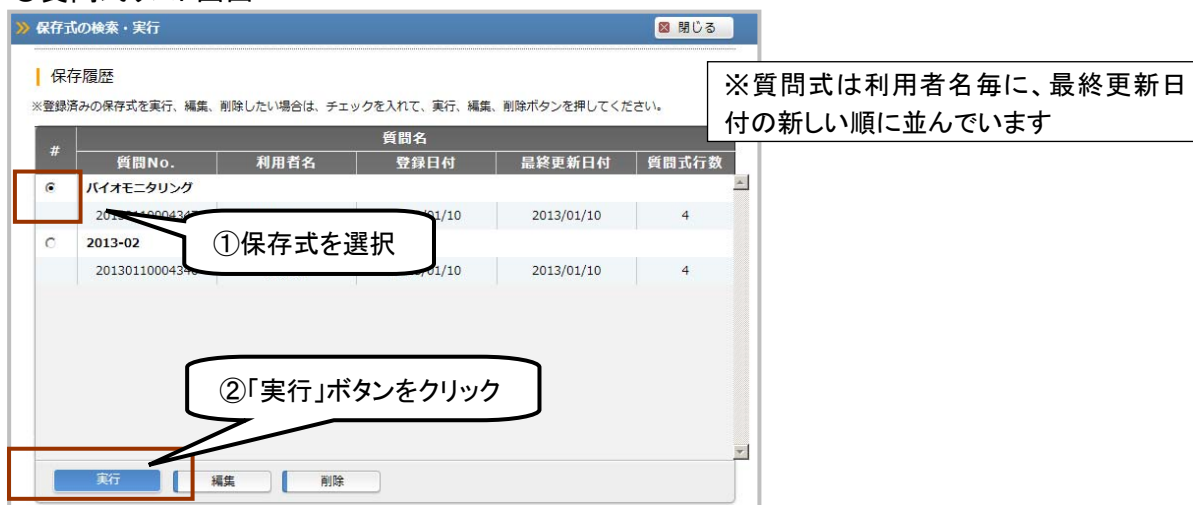 保存式の検索・実行
閉じる
保存履歴
※登録済みの保存式を実行、編集、削除したい場合は、チェックを入れて、実行、編集、削除ボタンを押してください。
※質問式は利用者名毎に、最終更新日
付の新しい順に並んでいます
# 質問名
質問No. 利用者名 登録日付 最終更新日付 質問式行数
バイオモニタリング
2013/01/10 4
①保存式を選択
2013-02
2013/01/10 4
②「実行」ボタンをクリック
実行 編集 削除